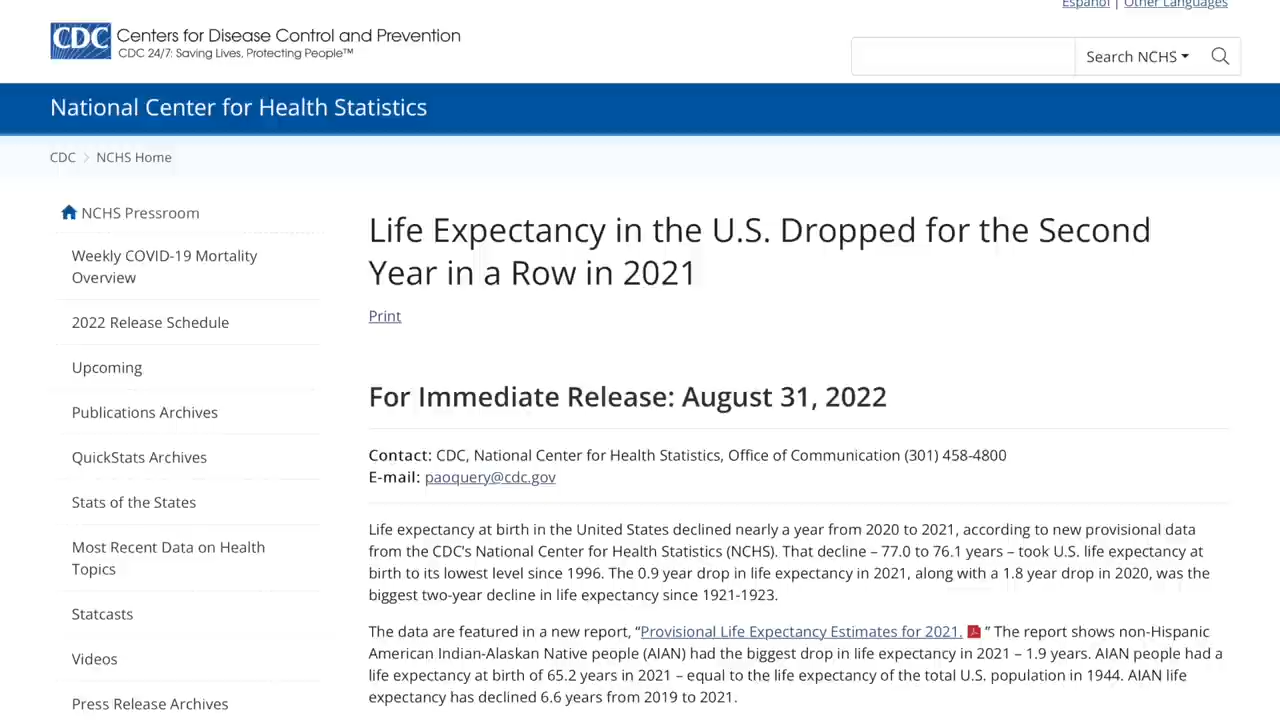 Español | Other Languages
CDC Centers for Disease Control and Prevention
CDC 24/7: Saving Lives, Protecting People™
Search NCHS
National Center for Health Statistics
CDC NCHS Home
NCHS Pressroom
Weekly COVID-19 Mortality
Overview
2022 Release Schedule
Upcoming
Publications Archives
QuickStats Archives
Stats of the States
Most Recent Data on Health
Topics
Statcasts
Videos
Press Release Archives
Life Expectancy in the U.S. Dropped for the Second
Year in a Row in 2021
Print
For Immediate Release: August 31, 2022
Contact: CDC, National Center for Health Statistics, Office of Communication (301) 458-4800
E-mail: paoquery@cdc.gov
Life expectancy at birth in the United States declined nearly a year from 2020 to 2021, according to new provisional data
from the CDC's National Center for Health Statistics (NCHS). That decline – 77.0 to 76.1 years – took U.S. life expectancy at
birth to its lowest level since 1996. The 0.9 year drop in life expectancy in 2021, along with a 1.8 year drop in 2020, was the
biggest two-year decline in life expectancy since 1921-1923.
The data are featured in a new report, “Provisional Life Expectancy Estimates for 2021. ” The report shows non-Hispanic
American Indian-Alaskan Native people (AIAN) had the biggest drop in life expectancy in 2021 – 1.9 years. AIAN people had a
life expectancy at birth of 65.2 years in 2021 – equal to the life expectancy of the total U.S. population in 1944. AIAN life
expectancy has declined 6.6 years from 2019 to 2021.